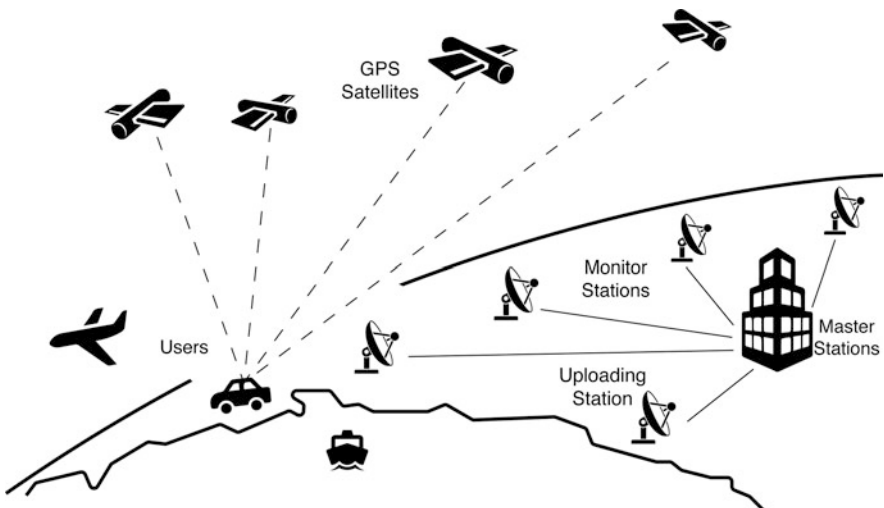 GPS
Satellites
Monitor
Stations
Users
Master
Stations
Uploading
Station